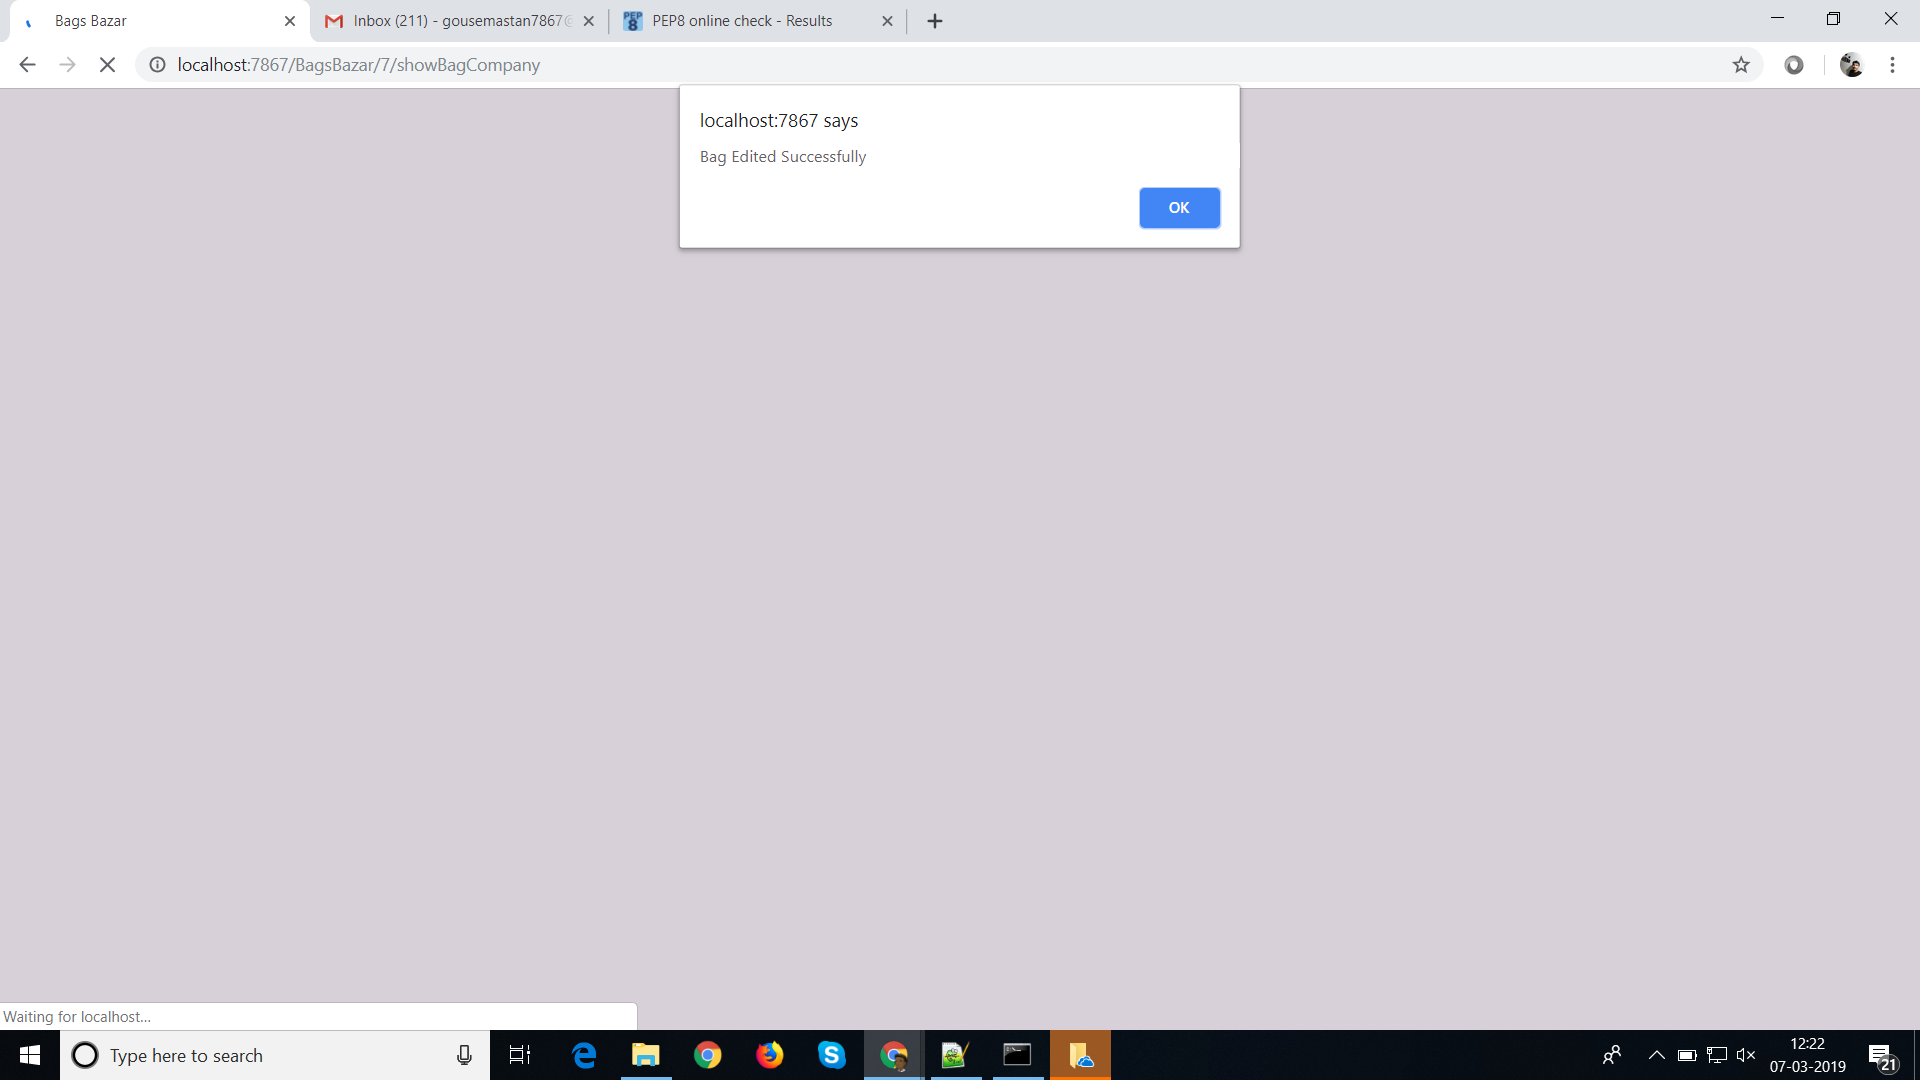 Bags Bazar
Inbox (211) - gousemastan7867@
PEP8 online check - Results
localhost:7867/BagsBazar/7/showBagCompany
localhost:7867 says
Bag Edited Successfully
OK
Waiting for localhost...
Type here to search
12:22
07-03-2019
21